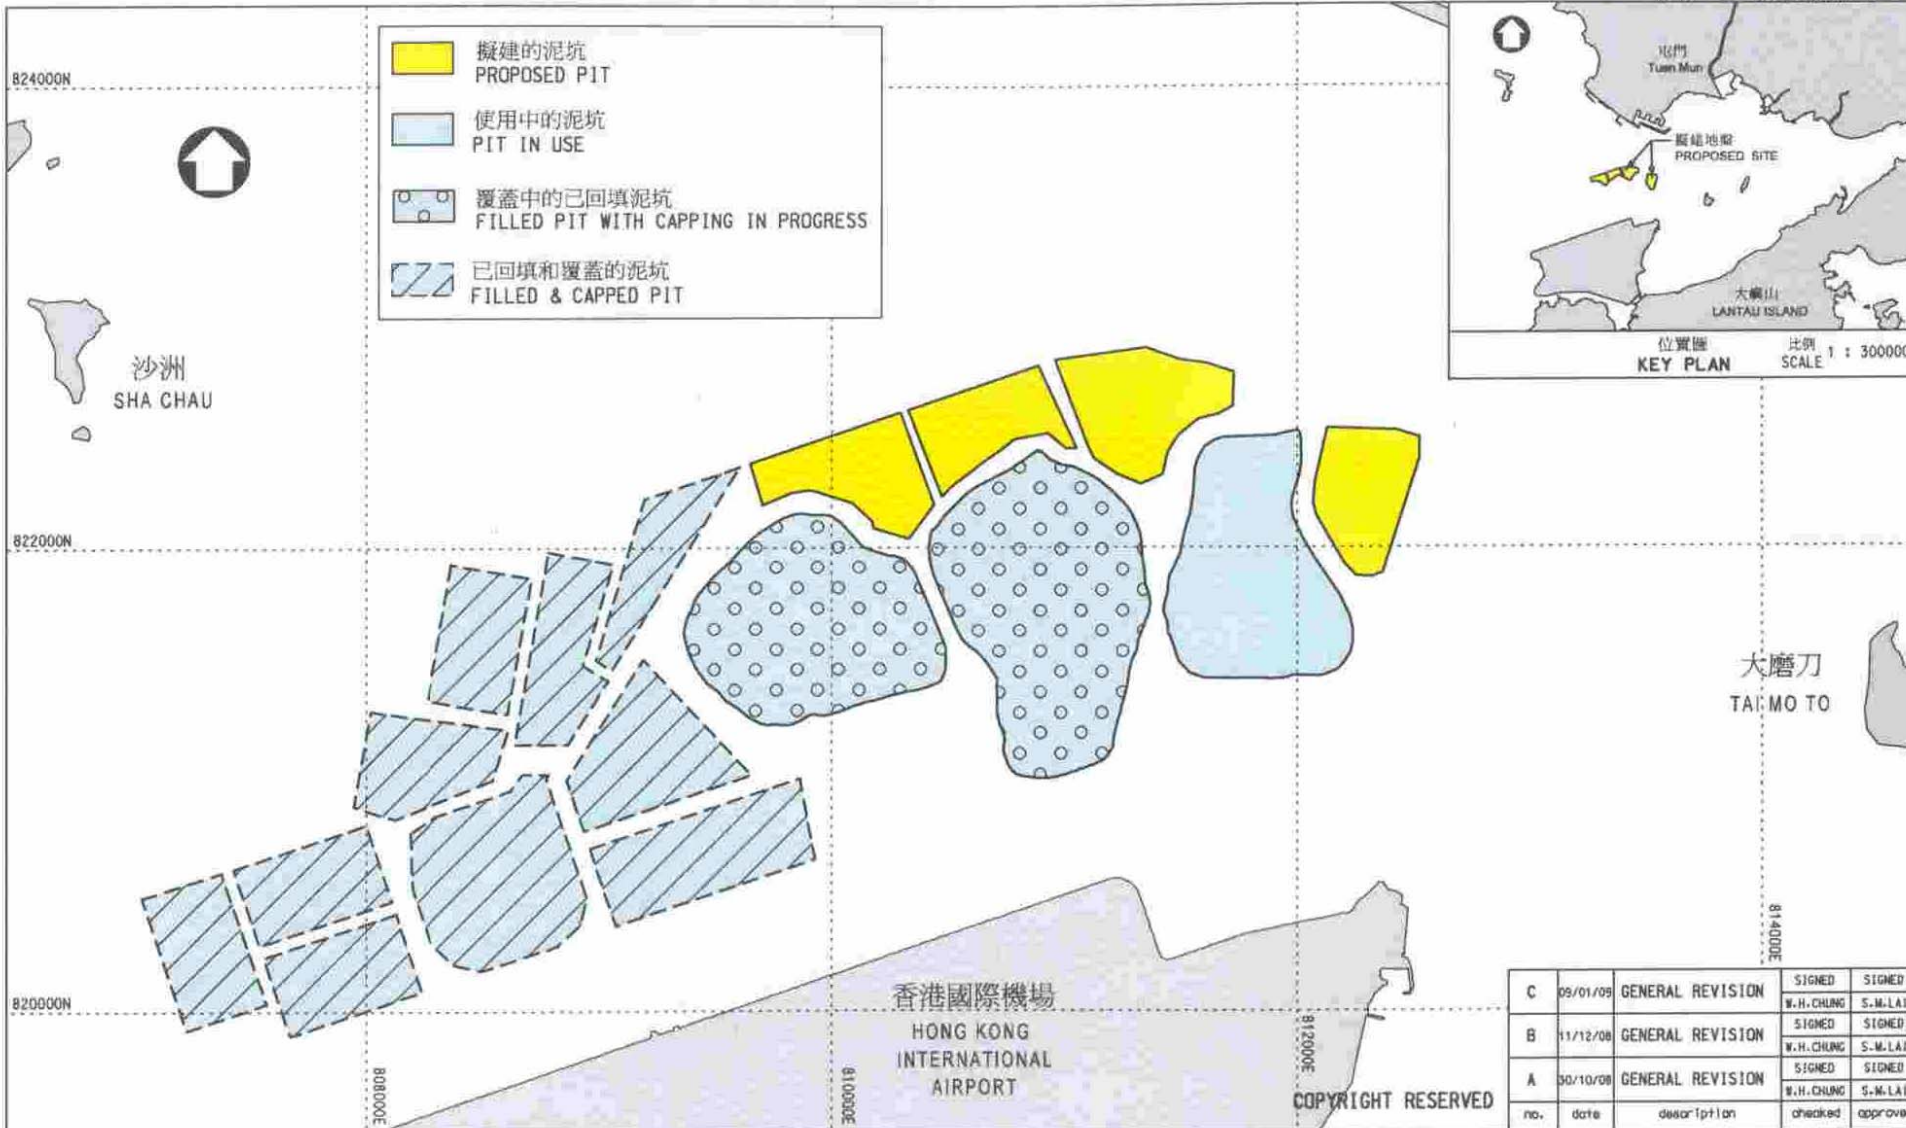 824000N
擬建的泥坑
PROPOSED PIT
使用中的泥坑
PIT IN USE
覆蓋中的已回填泥坑
FILLED PIT WITH CAPPING IN PROGRESS
已回填和覆蓋的泥坑
FILLED & CAPPED PIT
屯門
Tuen Mun
擬建地盤
PROPOSED SITE
大嶼山
LANTAU ISLAND
位置圖
KEY PLAN
比例
SCALE 1 : 300000
沙洲
SHA CHAU
822000N
大磨刀
TAI MO TO
820000N
香港國際機場
HONG KONG
INTERNATIONAL
AIRPORT
808000E
810000E
812000E
814000E
COPYRIGHT RESERVED
C 09/01/09 GENERAL REVISION SIGNED SIGNED
W.H.CHUNG S.M.LAI
B 11/12/08 GENERAL REVISION SIGNED SIGNED
W.H.CHUNG S.M.LAI
A 30/10/08 GENERAL REVISION SIGNED SIGNED
W.H.CHUNG S.M.LAI
no. date description checked approve